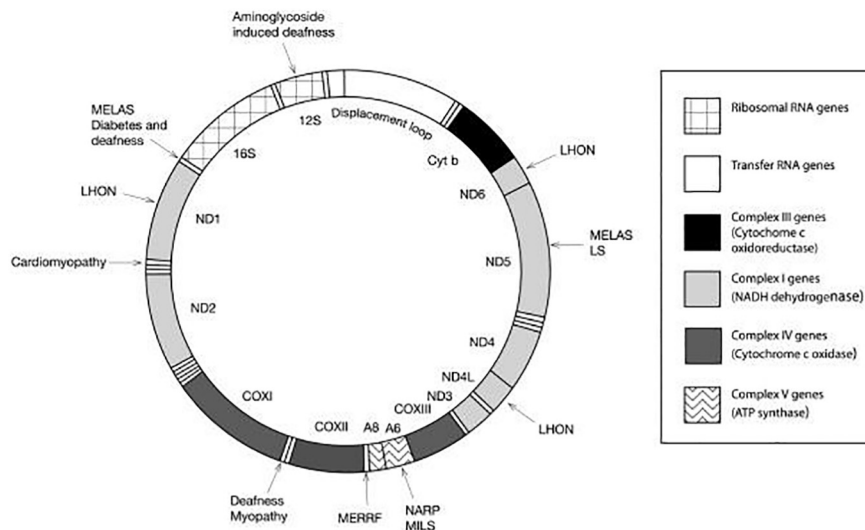 Aminoglycoside
induced deafness
MELAS
Diabetes and
deafness
LHON
Cardiomyopathy
12S
Displacement loop
16S
Cyt b
LHON
ND6
ND1
MELAS
LS
ND5
ND2
ND4
ND4L
ND3
LHON
COXI
COXIII
COXII
A8
A6
Deafness
Myopathy
MERRF
NARP
MILS
Ribosomal RNA genes
Transfer RNA genes
Complex III genes
(Cytochome c
oxidoreductase)
Complex I genes
(NADH dehydrogenase)
Complex IV genes
(Cytochrome c oxidase)
Complex V genes
(ATP synthase)